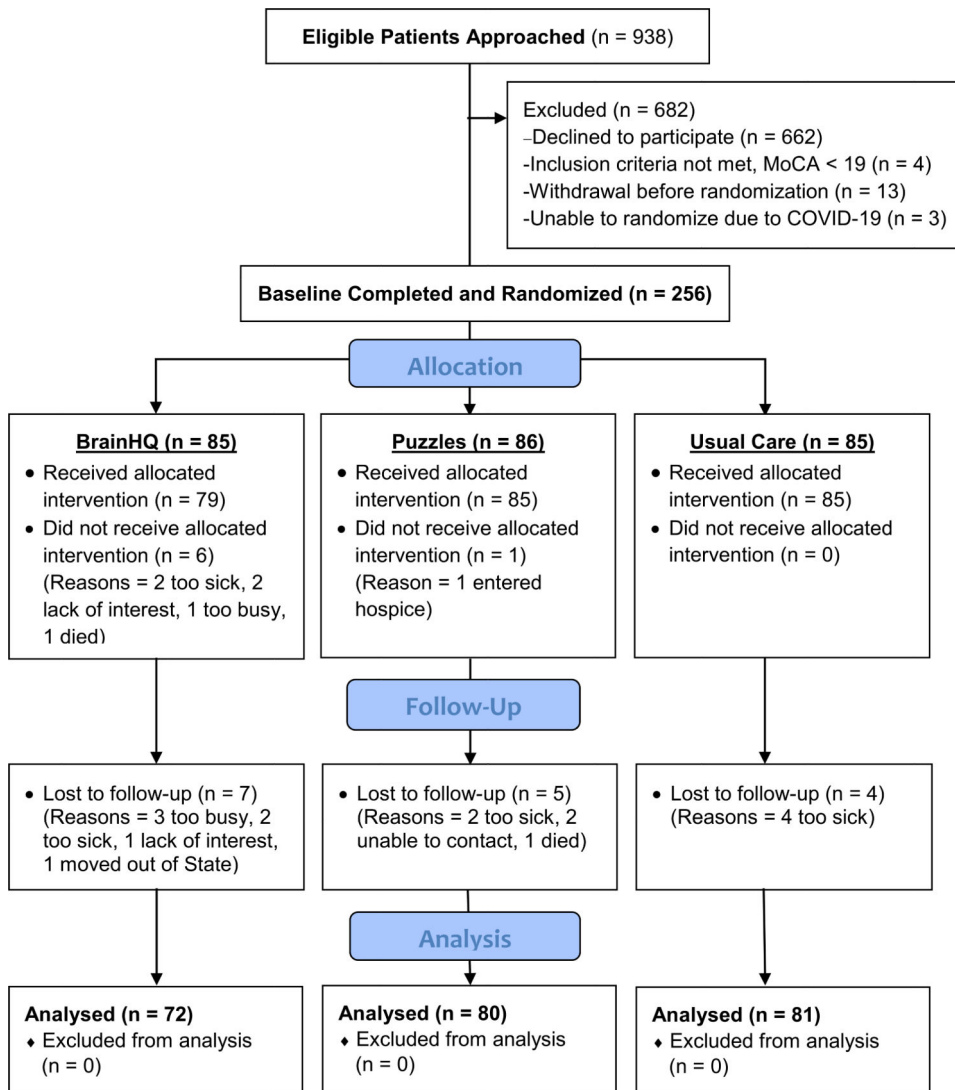 Eligible Patients Approached (n = 938)
Excluded (n = 682)
–Declined to participate (n = 662)
-Inclusion criteria not met, MoCA < 19 (n = 4)
-Withdrawal before randomization (n = 13)
-Unable to randomize due to COVID-19 (n = 3)
Baseline Completed and Randomized (n = 256)
Allocation
BrainHQ (n = 85)
• Received allocated
intervention (n = 79)
• Did not receive allocated
intervention (n = 6)
(Reasons = 2 too sick, 2
lack of interest, 1 too busy,
1 died)
Puzzles (n = 86)
• Received allocated
intervention (n = 85)
• Did not receive allocated
intervention (n = 1)
(Reason = 1 entered
hospice)
Usual Care (n = 85)
• Received allocated
intervention (n = 85)
• Did not receive allocated
intervention (n = 0)
Follow-Up
• Lost to follow-up (n = 7)
(Reasons = 3 too busy, 2
too sick, 1 lack of interest,
1 moved out of State)
• Lost to follow-up (n = 5)
(Reasons = 2 too sick, 2
unable to contact, 1 died)
• Lost to follow-up (n = 4)
(Reasons = 4 too sick)
Analysis
Analysed (n = 72)
♦ Excluded from analysis
(n = 0)
Analysed (n = 80)
♦ Excluded from analysis
(n = 0)
Analysed (n = 81)
♦ Excluded from analysis
(n = 0)